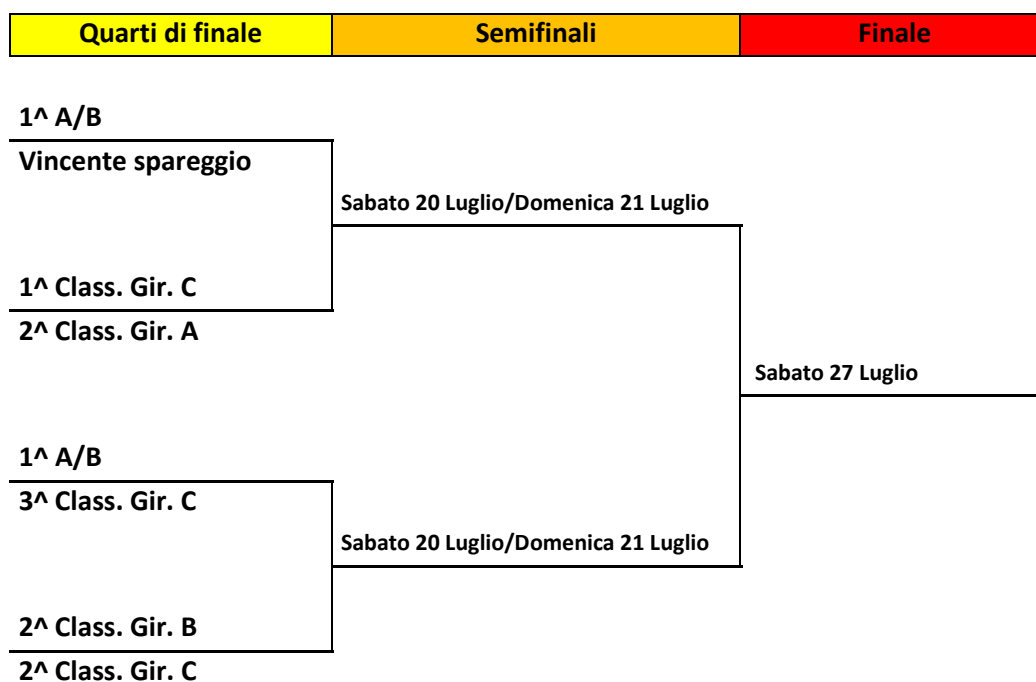 Quarti di finale
Semifinali
Finale
1^ A/B
Vincente spareggio
Sabato 20 Luglio/Domenica 21 Luglio
1^ Class. Gir. C
2^ Class. Gir. A
Sabato 27 Luglio
1^ A/B
3^ Class. Gir. C
Sabato 20 Luglio/Domenica 21 Luglio
2^ Class. Gir. B
2^ Class. Gir. C